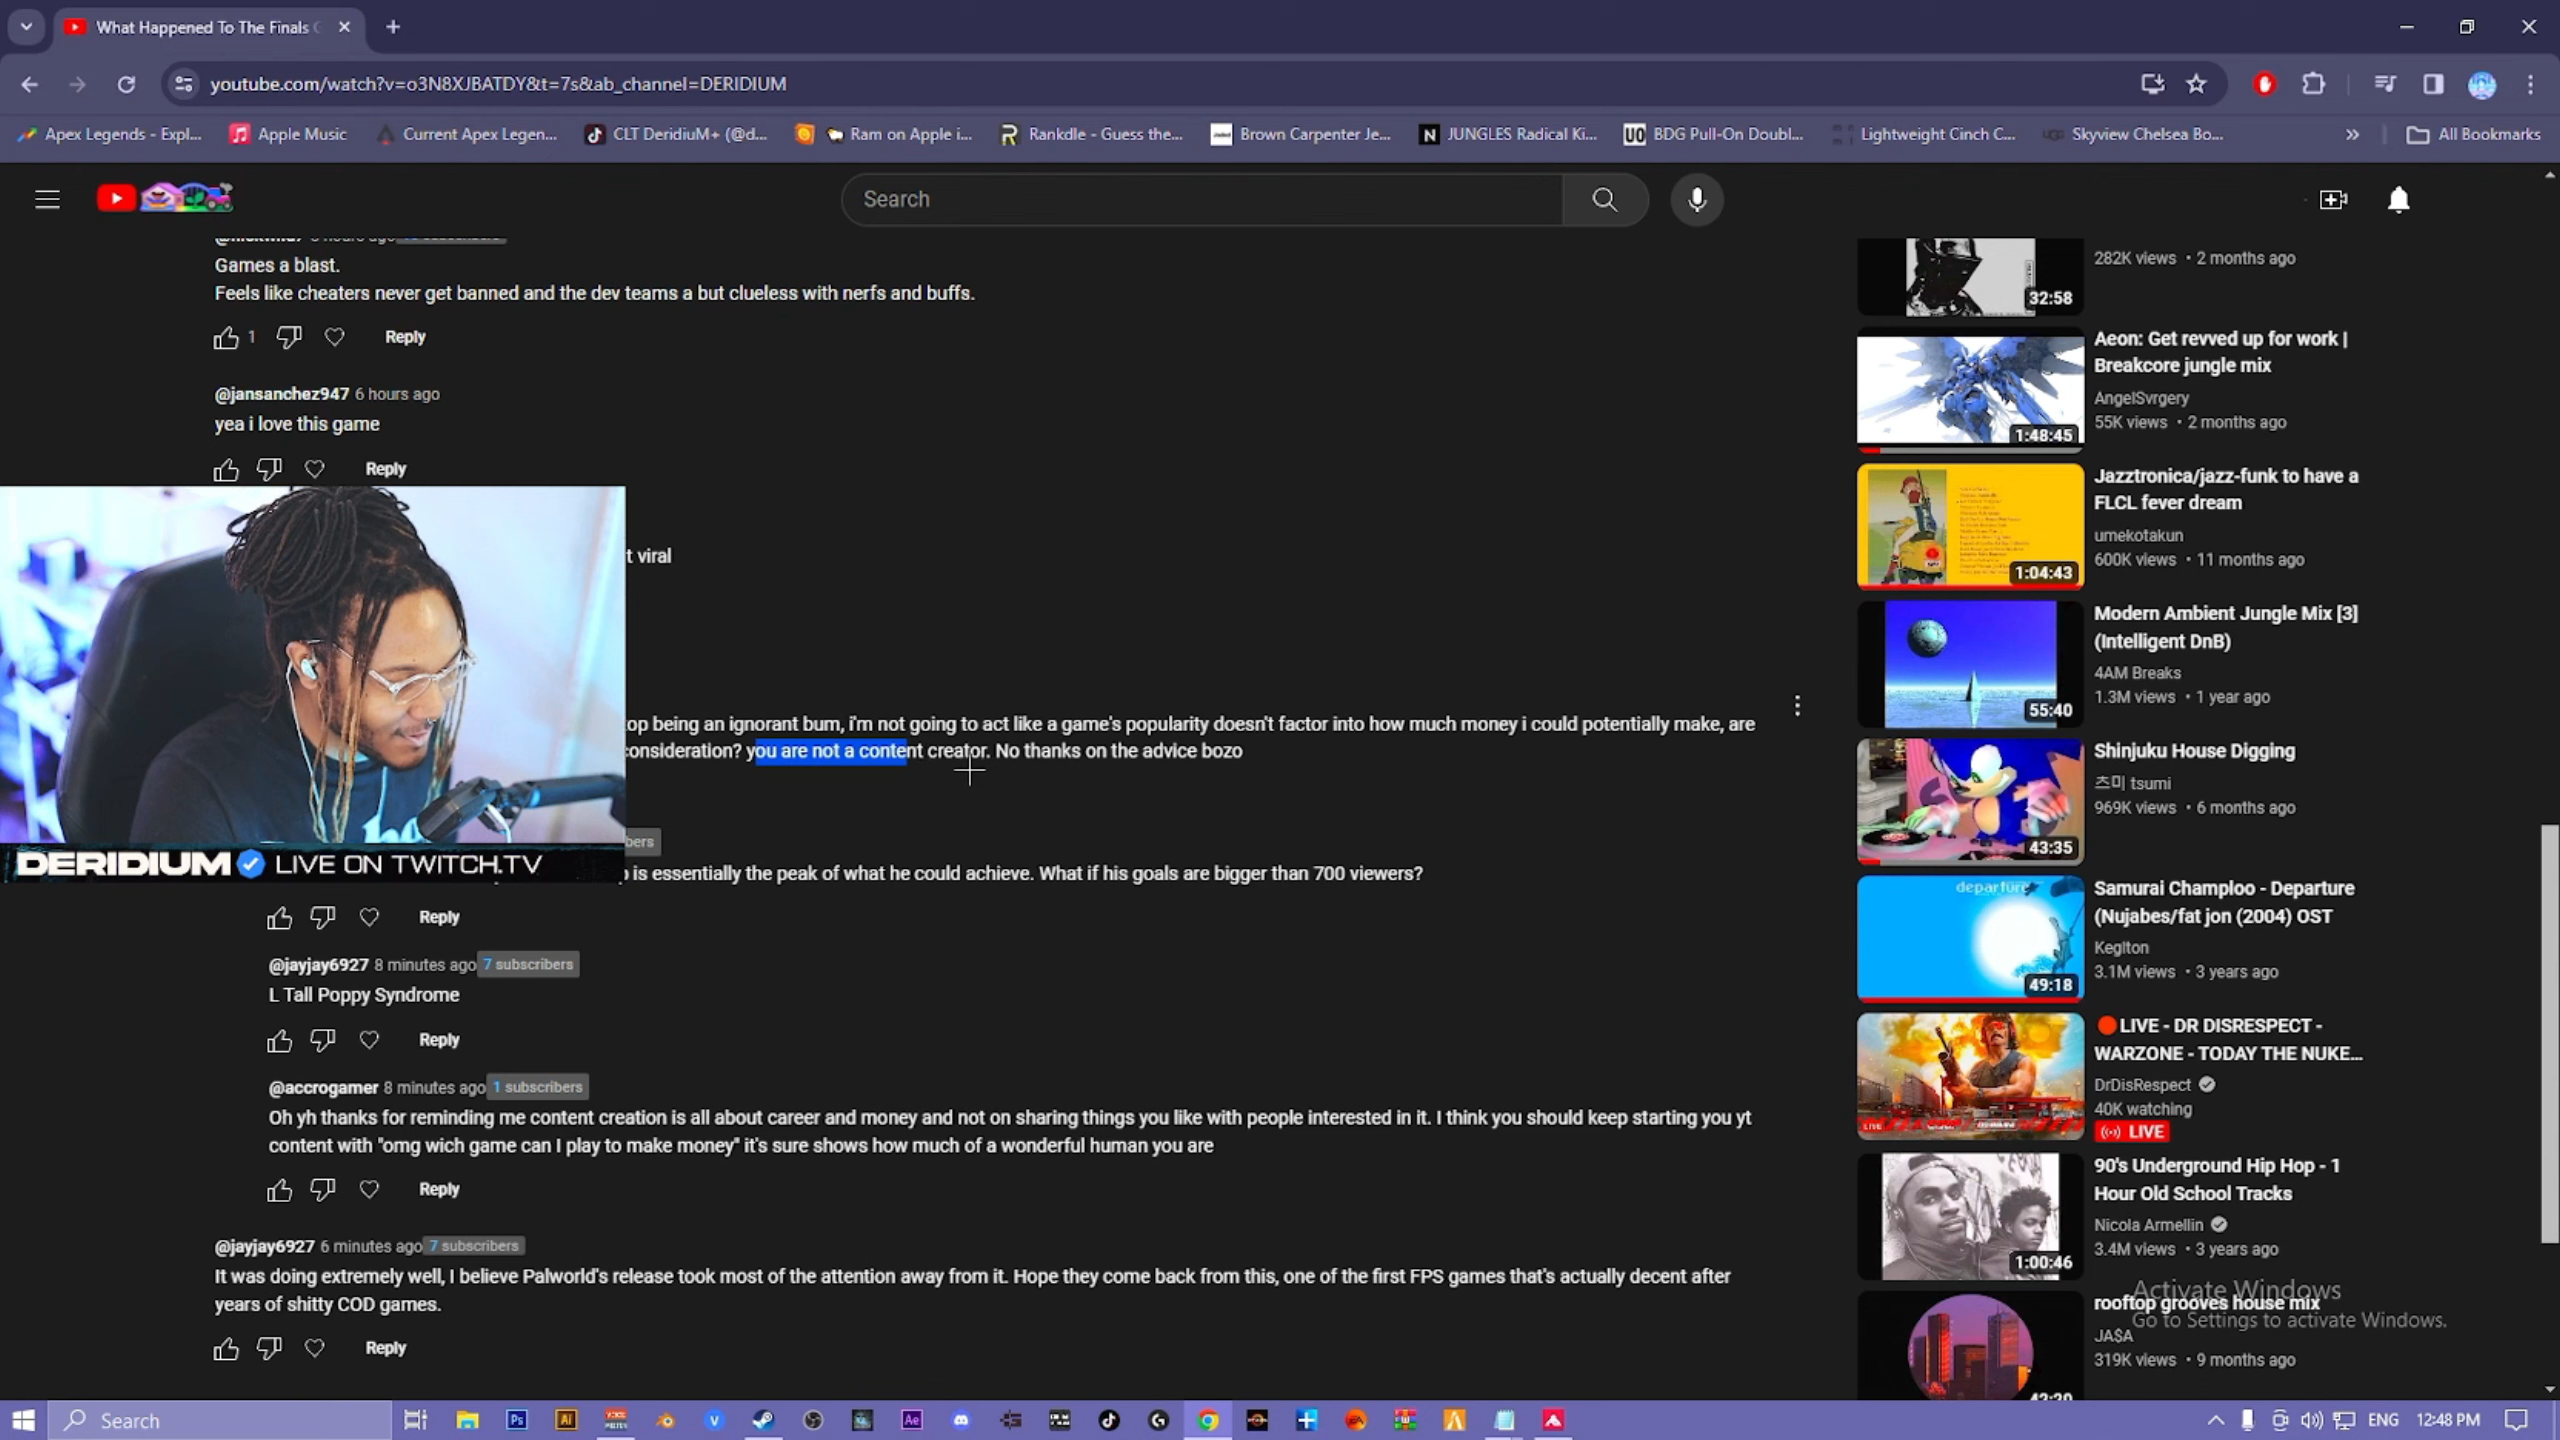 What Happened To The Finals
youtube.com/watch?v=o3N8XJBATDY&t=7s&ab_channel=DERIDIUM
Apex Legends - Expl...
Apple Music
Current Apex Legen...
CLT DeridiuM+ (@d...
Ram on Apple i...
Rankdle - Guess the...
Brown Carpenter Je...
JUNGLES Radical Ki...
BDG Pull-On Doubl...
Lightweight Cinch C...
Skyview Chelsea Bo...
All Bookmarks
Search
Games a blast.
Feels like cheaters never get banned and the dev teams a but clueless with nerfs and buffs.
1
Reply
@jansanchez947 6 hours ago
yea i love this game
Reply
t viral
top being an ignorant bum, i'm not going to act like a game's popularity doesn't factor into how much money i could potentially make, are
consideration? you are not a content creator. No thanks on the advice bozo
bers
is essentially the peak of what he could achieve. What if his goals are bigger than 700 viewers?
Reply
DERIDIUM LIVE ON TWITCH.TV
@jayjay6927 8 minutes ago 7 subscribers
L Tall Poppy Syndrome
Reply
@accrogamer 8 minutes ago 1 subscribers
Oh yh thanks for reminding me content creation is all about career and money and not on sharing things you like with people interested in it. I think you should keep starting you yt
content with "omg wich game can I play to make money" it's sure shows how much of a wonderful human you are
Reply
@jayjay6927 6 minutes ago 7 subscribers
It was doing extremely well, I believe Palworld's release took most of the attention away from it. Hope they come back from this, one of the first FPS games that's actually decent after
years of shitty COD games.
Reply
32:58
282K views • 2 months ago
1:48:45
Aeon: Get revved up for work |
Breakcore jungle mix
AngelSvrgery
55K views • 2 months ago
1:04:43
Jazztronica/jazz-funk to have a
FLCL fever dream
umekotakun
600K views • 11 months ago
55:40
Modern Ambient Jungle Mix [3]
(Intelligent DnB)
4AM Breaks
1.3M views • 1 year ago
43:35
Shinjuku House Digging
츠미 tsumi
969K views • 6 months ago
departure
49:18
Samurai Champloo - Departure
(Nujabes/fat jon (2004) OST
Keglton
3.1M views • 3 years ago
LIVE - DR DISRESPECT -
WARZONE - TODAY THE NUKE...
DrDisRespect
40K watching
LIVE
1:00:46
90's Underground Hip Hop - 1
Hour Old School Tracks
Nicola Armellin
3.4M views • 3 years ago
rooftop grooves house mix
JA$A
319K views • 9 months ago
Activate Windows
Go to Settings to activate Windows.
Search
ENG
12:48 PM